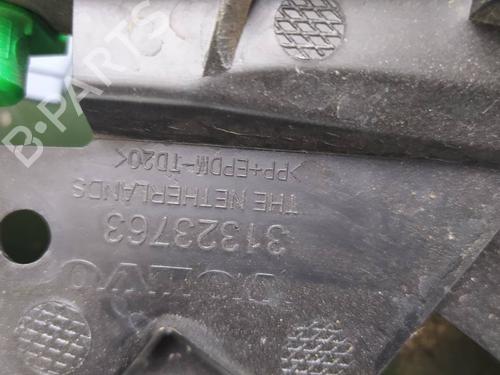 VOLVO
31323763
THE NETHERLANDS
>PP+EPDM-TD20<
B-PARTS